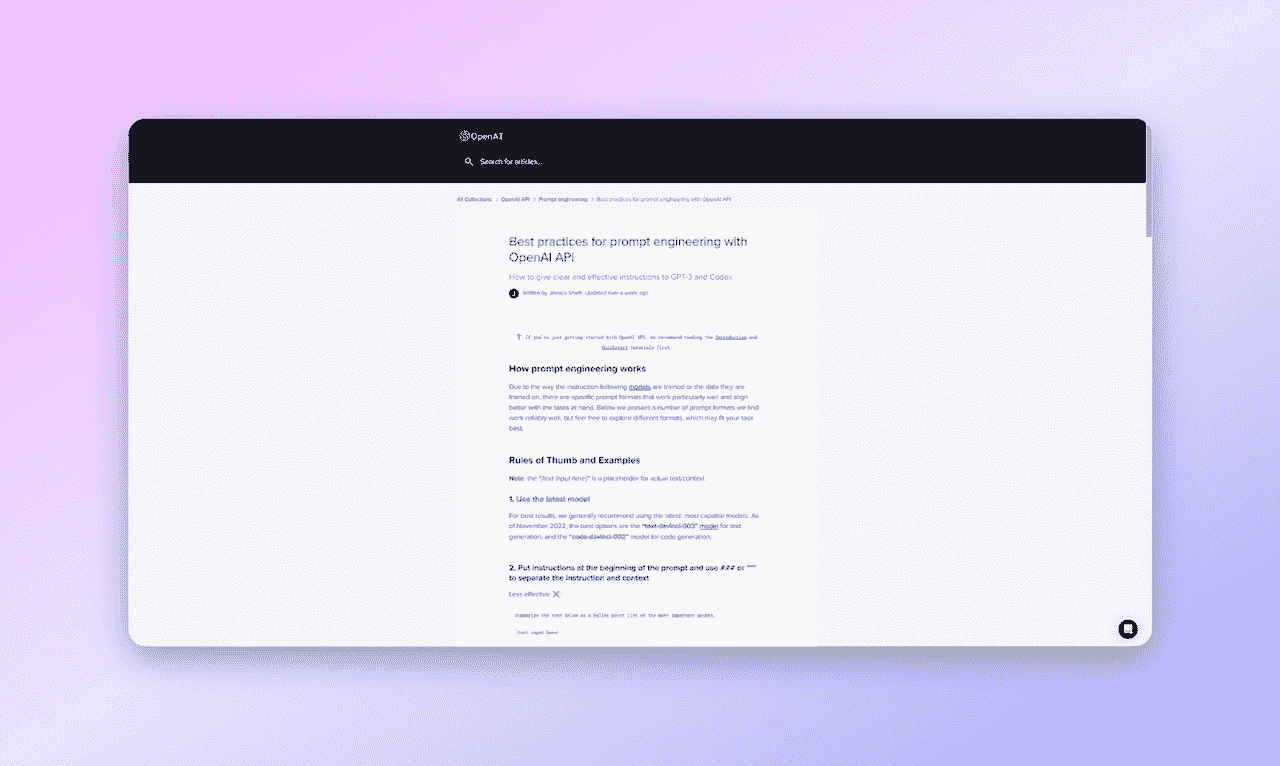 OpenAI
Search for articles...
All Collections > OpenAI API > Prompt engineering > Best practices for prompt engineering with OpenAI API
Best practices for prompt engineering with
OpenAI API
How to give clear and effective instructions to GPT-3 and Codex
J
Written by Jessica Shieh. Updated over a week ago
If you're just getting started with OpenAI API, we recommend reading the Introduction and
Quickstart tutorials first.
How prompt engineering works
Due to the way the instruction-following models are trained or the data they are
trained on, there are specific prompt formats that work particularly well and align
better with the tasks at hand. Below we present a number of prompt formats we find
work reliably well, but feel free to explore different formats, which may fit your task
best.
Rules of Thumb and Examples
Note: the "{text input here}" is a placeholder for actual text/context
1. Use the latest model
For best results, we generally recommend using the latest, most capable models. As
of November 2022, the best options are the "text-davinci-003" model for text
generation, and the "code-davinci-002" model for code generation.
2. Put instructions at the beginning of the prompt and use ### or """
to separate the instruction and context
Less effective ❌:
Summarize the text below as a bullet point list of the most important points.
{text input here}